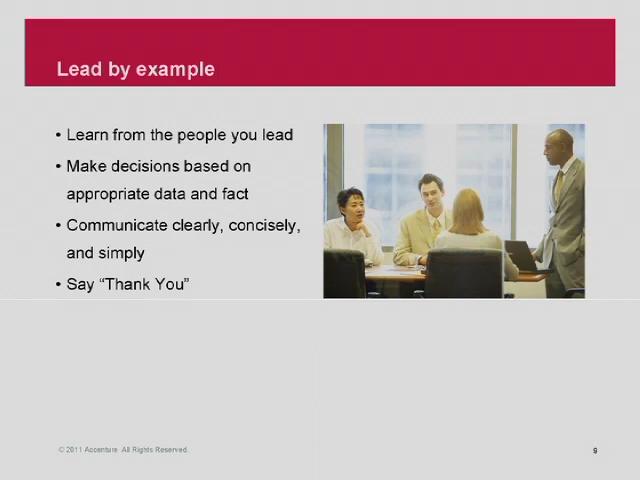 Lead by example
• Learn from the people you lead
• Make decisions based on
appropriate data and fact
• Communicate clearly, concisely,
and simply
• Say “Thank You”
© 2011 Accenture All Rights Reserved.
9